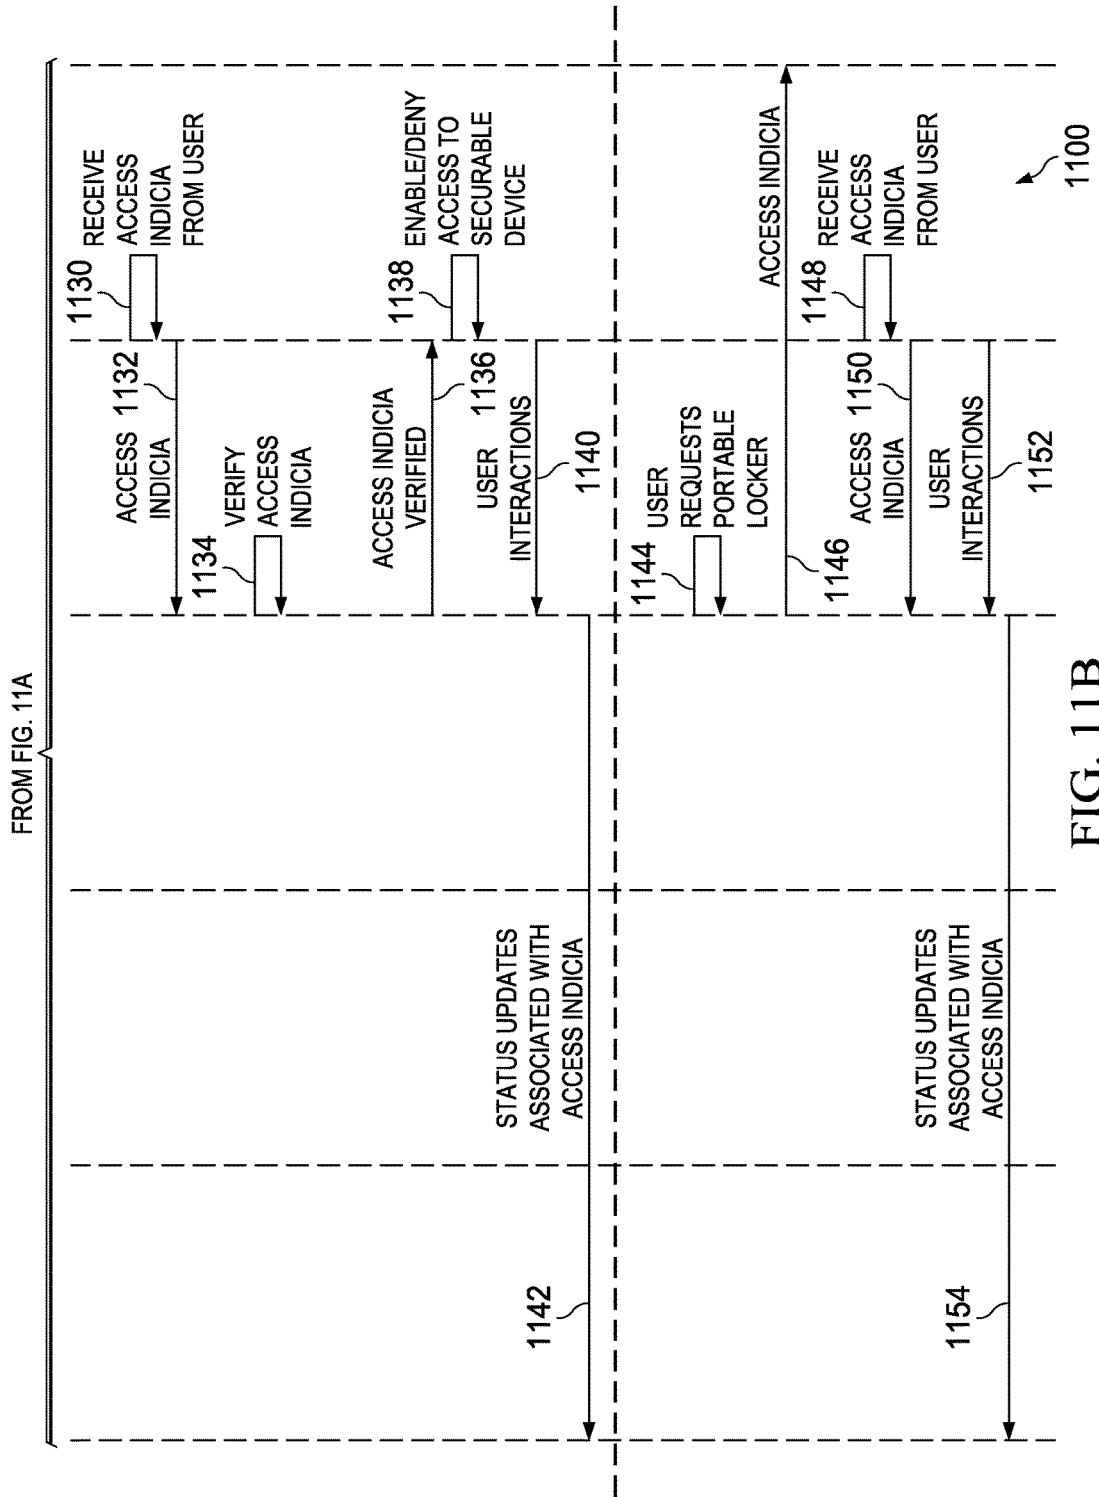 FROM FIG. 11A
RECEIVE
ACCESS
INDICIA
FROM USER
1130
ACCESS
INDICIA
1132
VERIFY
ACCESS
INDICIA
1134
ACCESS INDICIA
VERIFIED
1136
ENABLE/DENY
ACCESS TO
SECURABLE
DEVICE
1138
USER
INTERACTIONS
1140
STATUS UPDATES
ASSOCIATED WITH
ACCESS INDICIA
1142
USER
REQUESTS
PORTABLE
LOCKER
1144
ACCESS INDICIA
1146
RECEIVE
ACCESS
INDICIA
FROM USER
1148
ACCESS
INDICIA
1150
USER
INTERACTIONS
1152
STATUS UPDATES
ASSOCIATED WITH
ACCESS INDICIA
1154
1100
FIG. 11B